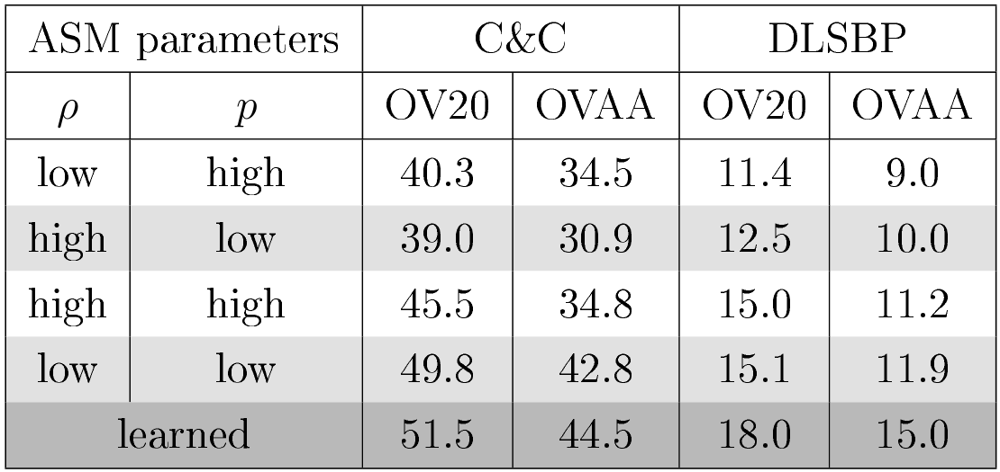 ASM parameters C&C DLSBP
ρ p OV20 OVAA OV20 OVAA
low high 40.3 34.5 11.4 9.0
high low 39.0 30.9 12.5 10.0
high high 45.5 34.8 15.0 11.2
low low 49.8 42.8 15.1 11.9
learned 51.5 44.5 18.0 15.0